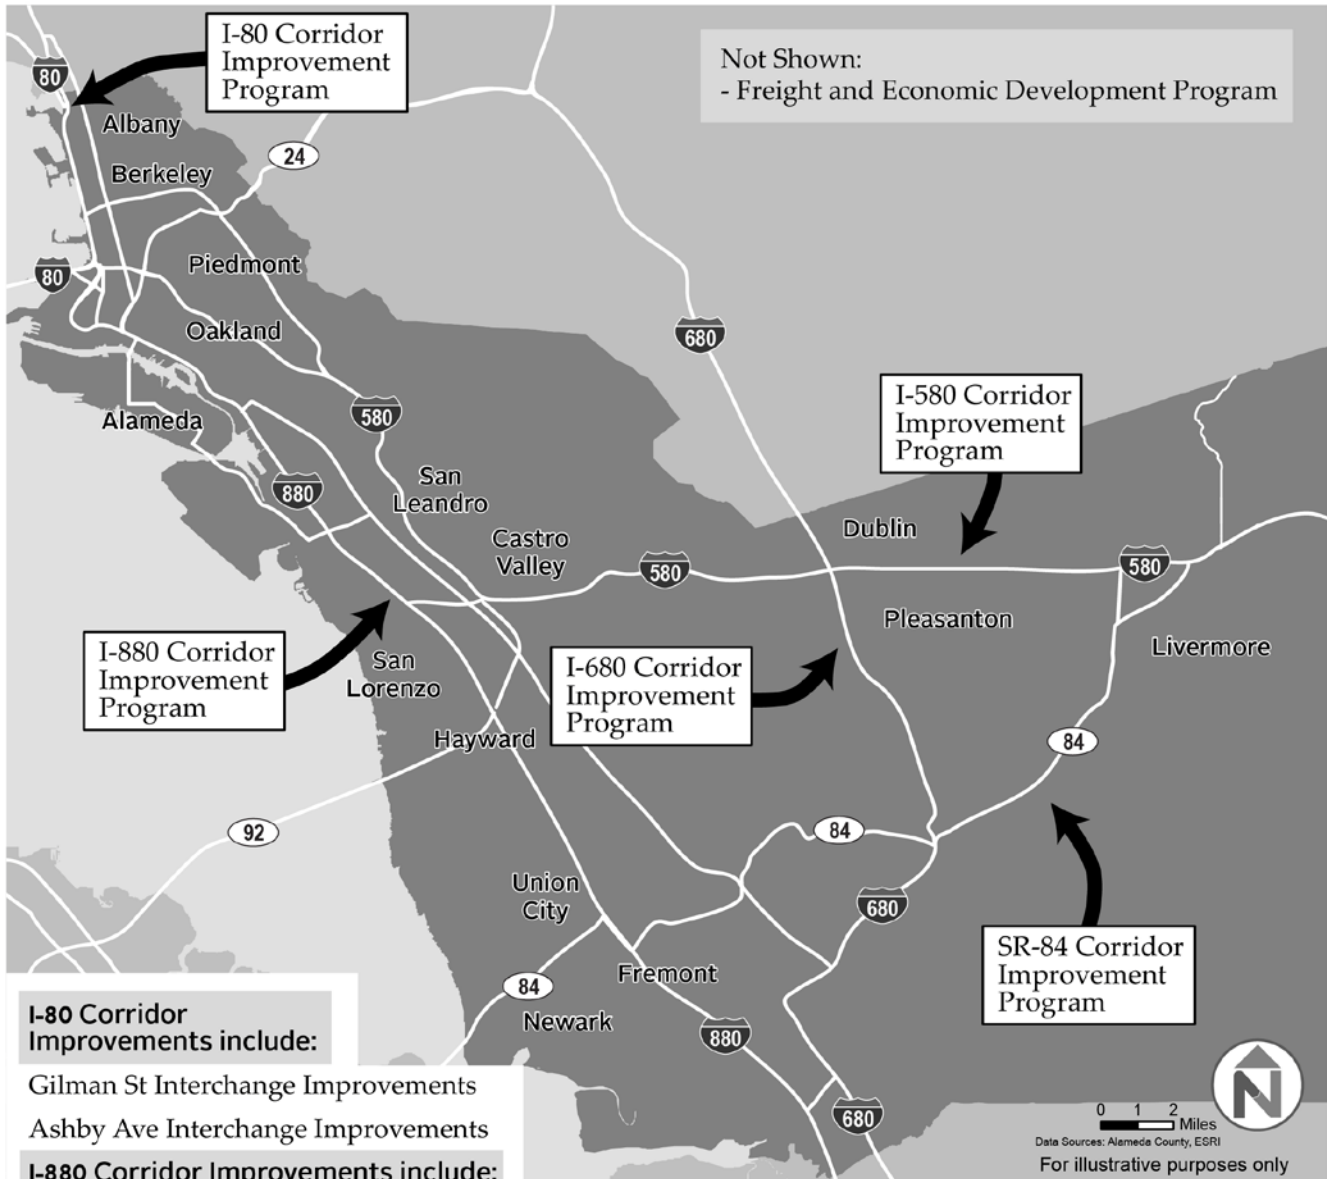 I-80 Corridor
Improvement
Program
Not Shown:
- Freight and Economic Development Program
80
Albany
24
Berkeley
Piedmont
80
Oakland
680
I-580 Corridor
Improvement
Program
Alameda
580
San
Leandro
880
Dublin
Castro
Valley
580
580
Pleasanton
Livermore
I-880 Corridor
Improvement
Program
San
Lorenzo
I-680 Corridor
Improvement
Program
Hayward
84
92
84
Union
City
680
SR-84 Corridor
Improvement
Program
Fremont
84
Newark
880
680
I-80 Corridor
Improvements include:
Gilman St Interchange Improvements
Ashby Ave Interchange Improvements
I-880 Corridor Improvements include:
N
0 1 2
Miles
Data Sources: Alameda County, ESRI
For illustrative purposes only